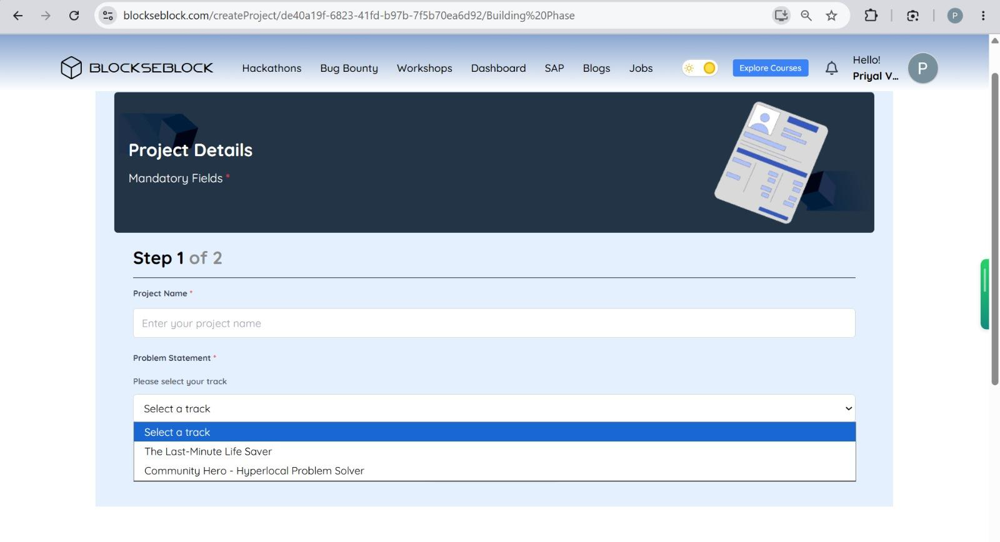 blockseblock.com/createProject/de40a19f-6823-41fd-b97b-7f5b70ea6d92/Building%20Phase
P
BLOCKSEBLOCK
Hackathons
Bug Bounty
Workshops
Dashboard
SAP
Blogs
Jobs
Explore Courses
Hello!
Priyal V...
P
Project Details
Mandatory Fields *
Step 1 of 2
Project Name *
Enter your project name
Problem Statement *
Please select your track
Select a track
Select a track
The Last-Minute Life Saver
Community Hero - Hyperlocal Problem Solver